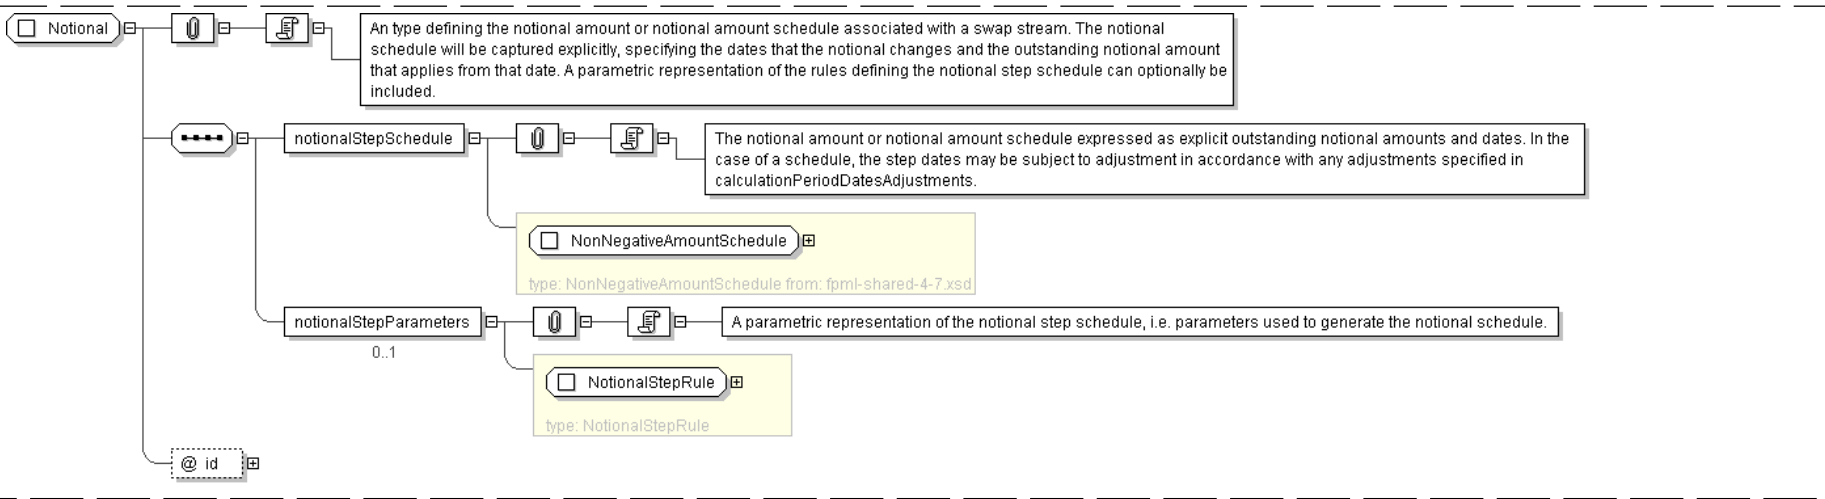 Notional
An type defining the notional amount or notional amount schedule associated with a swap stream. The notional
schedule will be captured explicitly, specifying the dates that the notional changes and the outstanding notional amount
that applies from that date. A parametric representation of the rules defining the notional step schedule can optionally be
included.
notionalStepSchedule
The notional amount or notional amount schedule expressed as explicit outstanding notional amounts and dates. In the
case of a schedule, the step dates may be subject to adjustment in accordance with any adjustments specified in
calculationPeriodDatesAdjustments.
NonNegativeAmountSchedule
type: NonNegativeAmountSchedule from: fpml-shared-4-7.xsd
notionalStepParameters
A parametric representation of the notional step schedule, i.e. parameters used to generate the notional schedule.
0..1
NotionalStepRule
type: NotionalStepRule
@ id